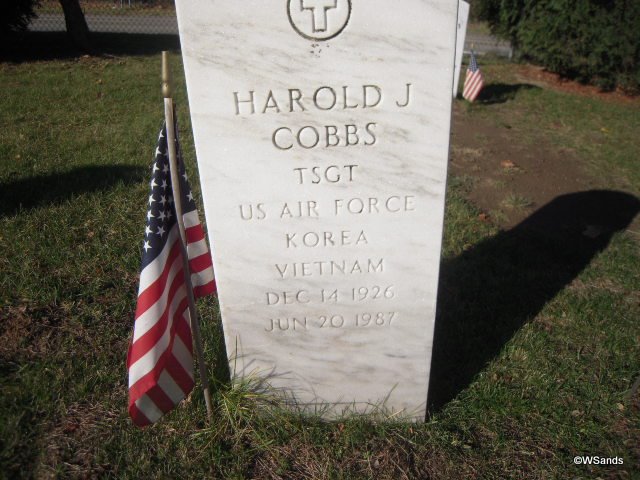 HAROLD J
COBBS
TSGT
US AIR FORCE
KOREA
VIETNAM
DEC 14 1926
JUN 20 1987
©WSands